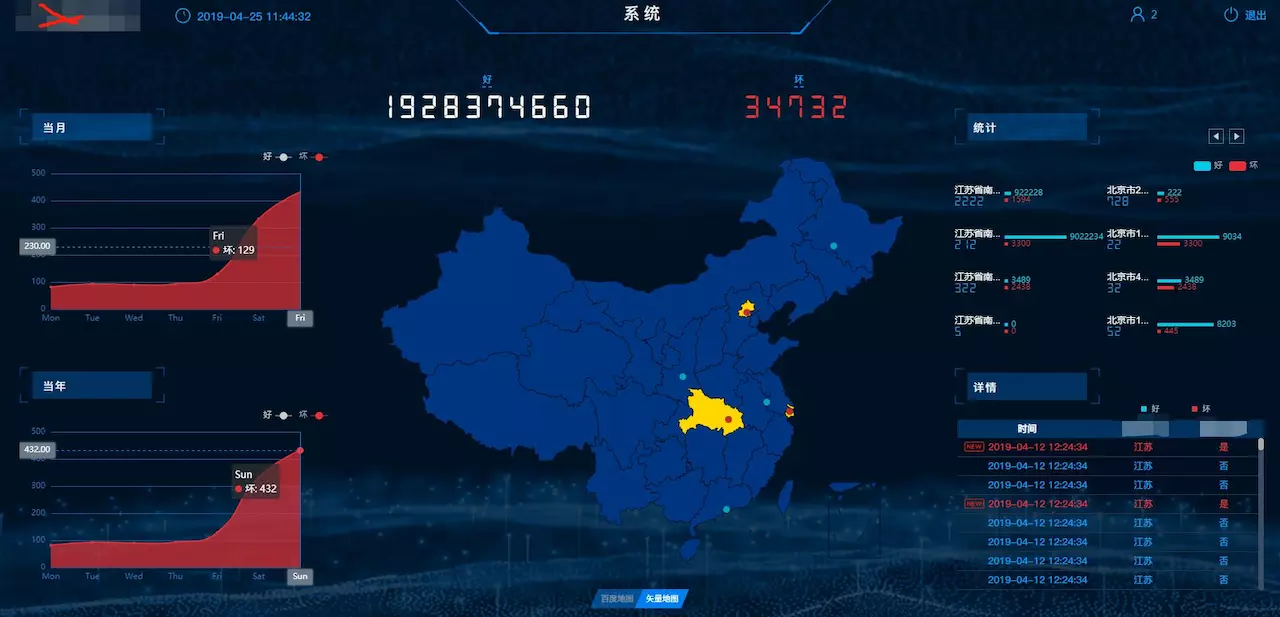 2019-04-25 11:44:32
系统
2
退出
好
1928374660
坏
34732
当月
好 坏
500
400
300
230.00
200
100
0
Mon Tue Wed Thu Fri Sat Fri
Fri
坏: 129
当年
好 坏
500
432.00
400
300
200
100
0
Mon Tue Wed Thu Fri Sat Sun
Sun
坏: 432
百度地图 矢量地图
统计
好 坏
江苏省南... 922228
2222 1594
北京市2... 222
728 555
江苏省南... 9022234
212 3300
北京市1... 9034
22 3300
江苏省南... 3489
322 2438
北京市4... 3489
32 2438
江苏省南... 0
5 0
北京市1... 8203
52 445
详情
好 坏
时间
NEW 2019-04-12 12:24:34 江苏 是
2019-04-12 12:24:34 江苏 否
2019-04-12 12:24:34 江苏 否
NEW 2019-04-12 12:24:34 江苏 是
2019-04-12 12:24:34 江苏 否
2019-04-12 12:24:34 江苏 否
2019-04-12 12:24:34 江苏 否
2019-04-12 12:24:34 江苏 否